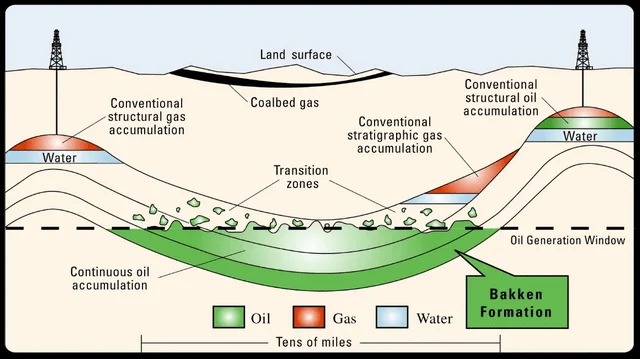 Land surface
Coalbed gas
Conventional
structural gas
accumulation
Water
Conventional
stratigraphic gas
accumulation
Conventional
structural oil
accumulation
Water
Transition
zones
Oil Generation Window
Continuous oil
accumulation
Bakken
Formation
Oil
Gas
Water
Tens of miles